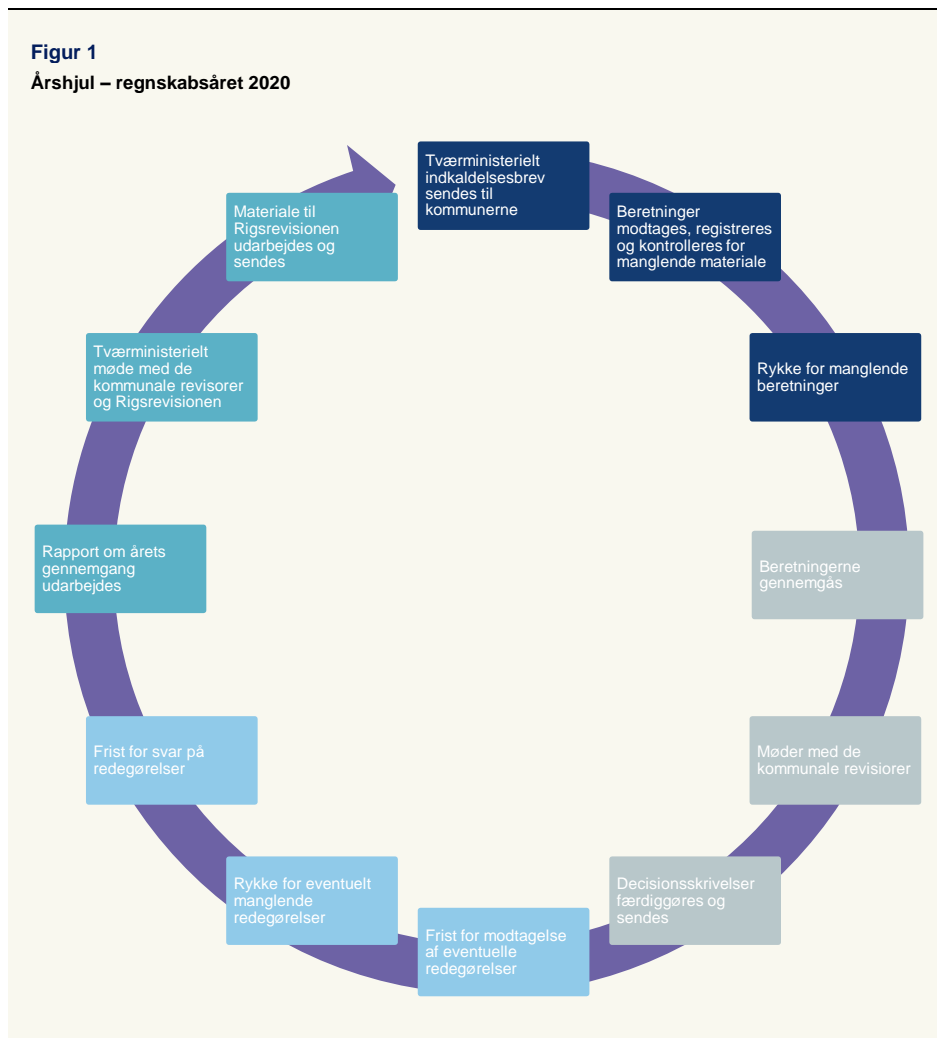 Figur 1
Årshjul – regnskabsåret 2020
Tværministerielt
indkaldelsesbrev
sendes til
kommunerne
Beretninger
modtages, registreres
og kontrolleres for
manglende materiale
Rykke for manglende
beretninger
Beretningerne
gennemgås
Møder med de
kommunale revisiorer
Decisionsskrivelser
færdiggøres og
sendes
Frist for modtagelse
af eventuelle
redegørelser
Rykke for eventuelt
manglende
redegørelser
Frist for svar på
redegørelser
Rapport om årets
gennemgang
udarbejdes
Tværministerielt
møde med de
kommunale revisorer
og Rigsrevisionen
Materiale til
Rigsrevisionen
udarbejdes og
sendes